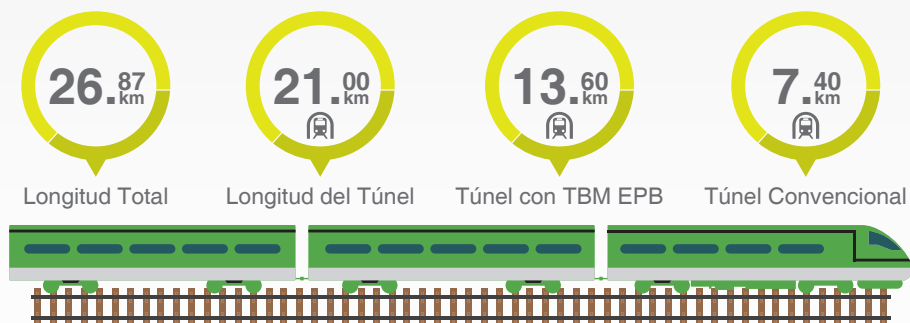 26.87 km
Longitud Total
21.00 km
Longitud del Túnel
13.60 km
Túnel con TBM EPB
7.40 km
Túnel Convencional